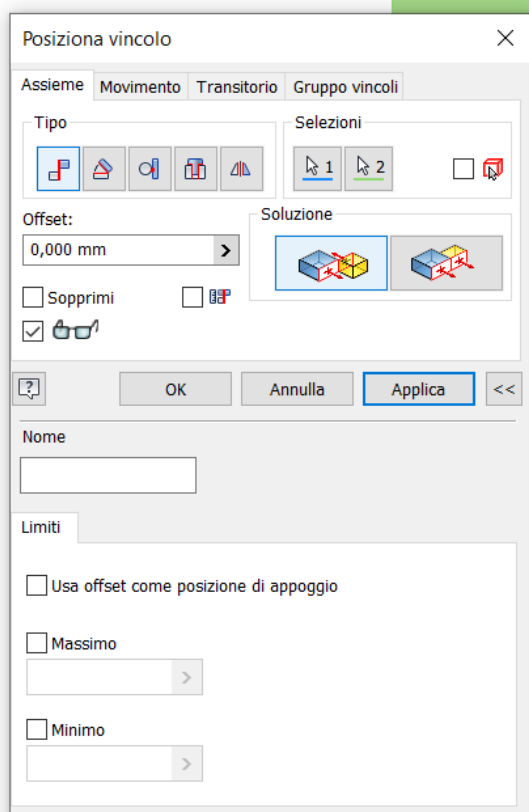 Posiziona vincolo
Assieme Movimento Transitorio Gruppo vincoli
Tipo
Selezioni
1 2
Offset:
0,000 mm
Soluzione
Sopprimi
OK Annulla Applica <<
Nome
Limiti
Usa offset come posizione di appoggio
Massimo
Minimo